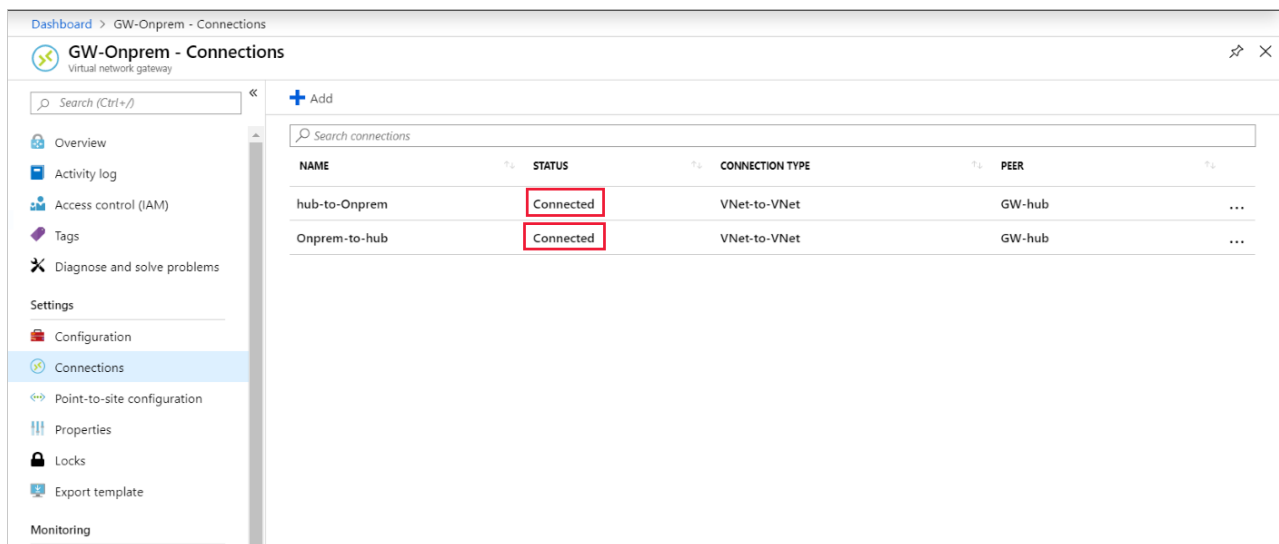 Dashboard > GW-Onprem - Connections
GW-Onprem - Connections
Virtual network gateway
Search (Ctrl+/)
«
Add
Search connections
Overview
Activity log
Access control (IAM)
Tags
Diagnose and solve problems
Settings
Configuration
Connections
Point-to-site configuration
Properties
Locks
Export template
Monitoring
NAME STATUS CONNECTION TYPE PEER
hub-to-Onprem Connected VNet-to-VNet GW-hub ...
Onprem-to-hub Connected VNet-to-VNet GW-hub ...